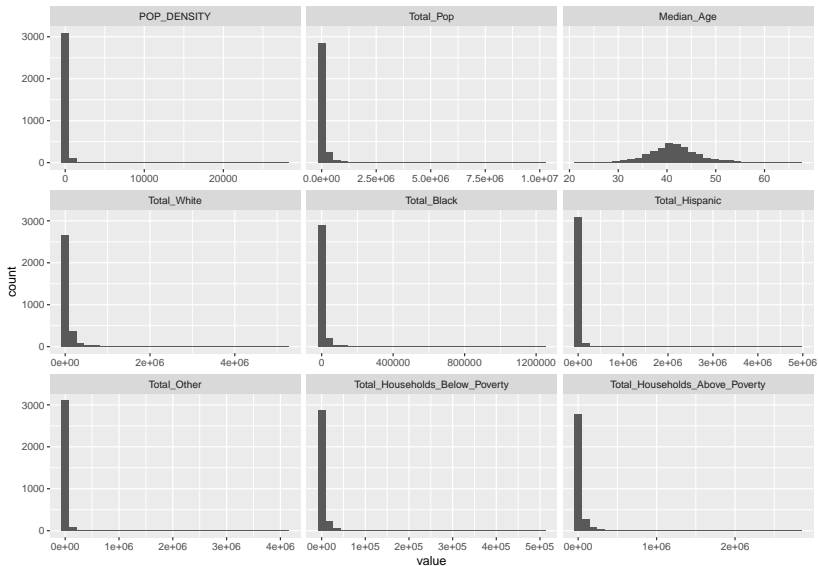 POP_DENSITY Total_Pop Median_Age
3000
2000
1000
0
0 10000 20000 0.0e+00 2.5e+06 5.0e+06 7.5e+06 1.0e+07 20 30 40 50 60
Total_White Total_Black Total_Hispanic
3000
2000
1000
0
0e+00 2e+06 4e+06 0 400000 800000 1200000 0e+00 1e+06 2e+06 3e+06 4e+06 5e+06
Total_Other Total_Households_Below_Poverty Total_Households_Above_Poverty
3000
2000
1000
0
0e+00 1e+06 2e+06 3e+06 4e+06 0e+00 1e+05 2e+05 3e+05 4e+05 5e+05 0e+00 1e+06 2e+06
count
value